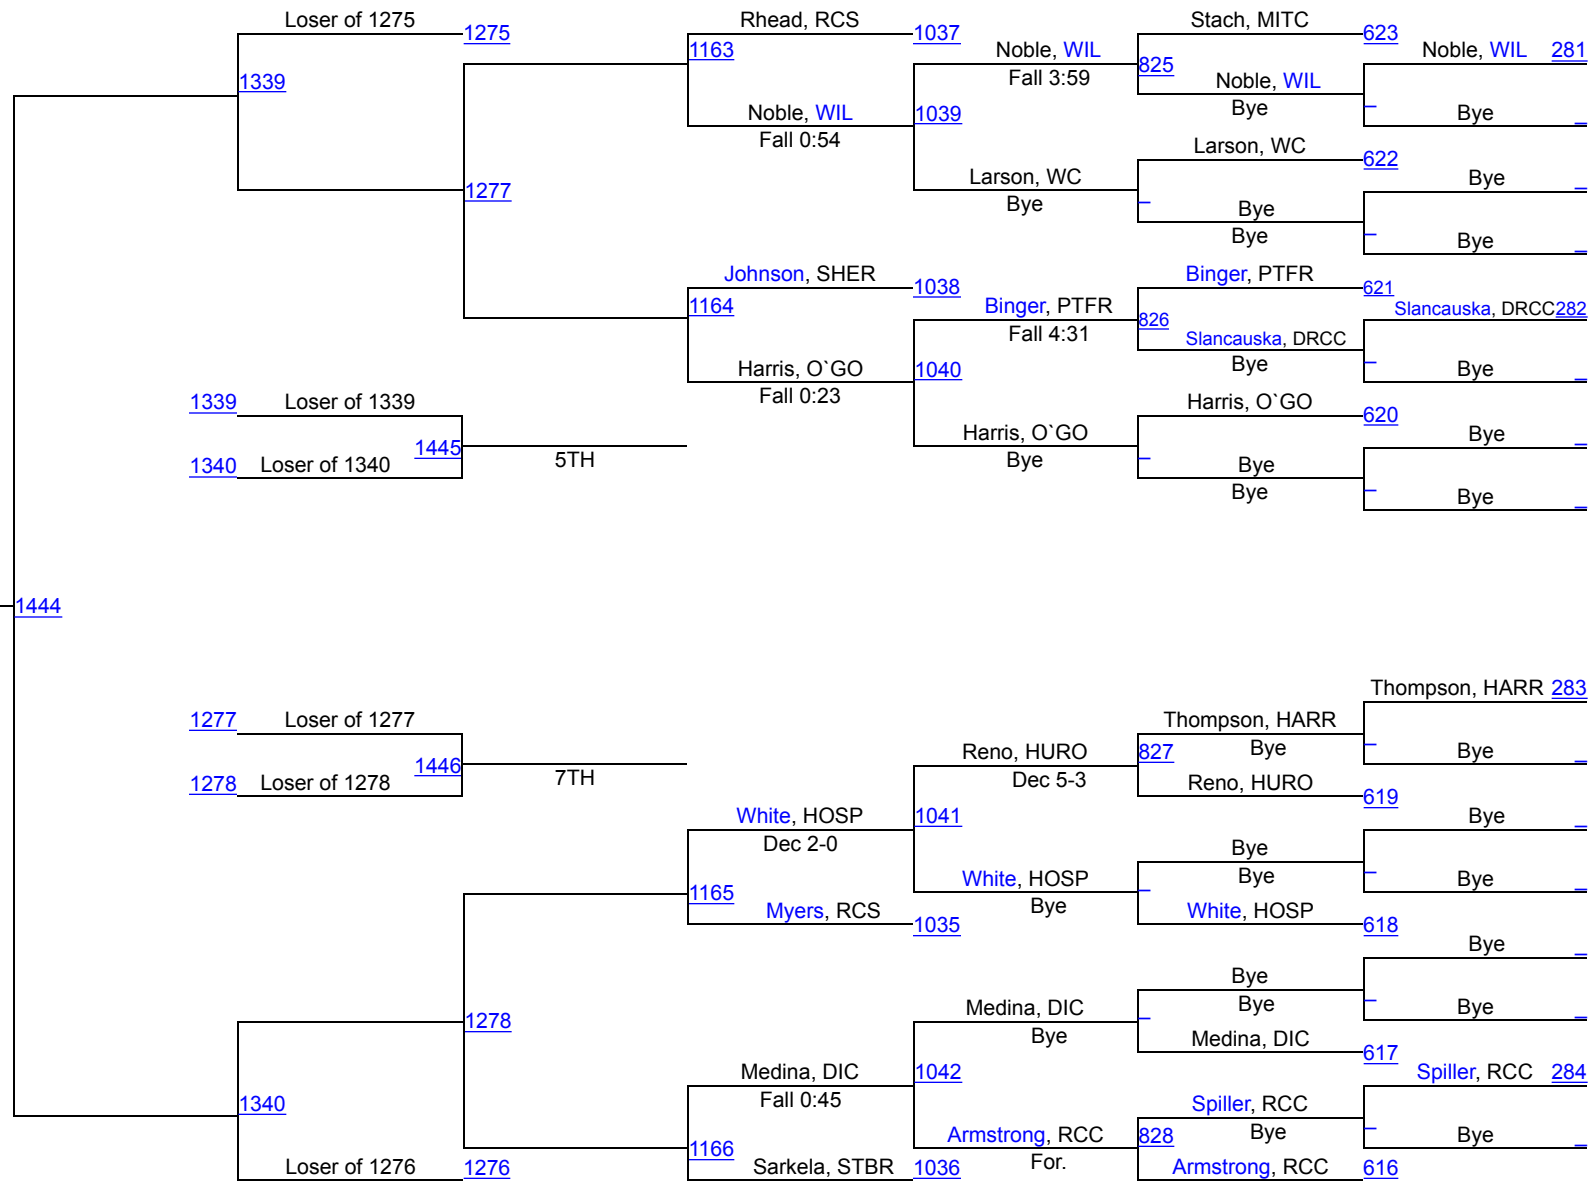 Loser of 1275 1275
Rhead, RCS 1037
Stach, MITC 623
1163
Noble, WIL
Fall 3:59
825
Noble, WIL 281
1339
Noble, WIL
Bye
Noble, WIL
Fall 0:54
1039
Bye
Larson, WC 622
1277
Larson, WC
Bye
Bye
Bye
Bye
Bye
Johnson, SHER 1038
Binger, PTFR 621
1164
Binger, PTFR
Fall 4:31
826
Slancauska, DRCC 282
Slancauska, DRCC
Bye
Harris, O`GO
Fall 0:23
1040
Bye
1339 Loser of 1339
Harris, O`GO 620
1445
5TH
Harris, O`GO
Bye
Bye
1340 Loser of 1340
Bye
Bye
Bye
1444
Thompson, HARR 283
1277 Loser of 1277
Thompson, HARR
Bye
1446
7TH
Reno, HURO
Dec 5-3
827
Bye
1278 Loser of 1278
Reno, HURO 619
White, HOSP
Dec 2-0
1041
Bye
Bye
Bye
1165
White, HOSP
Bye
Bye
Myers, RCS 1035
White, HOSP 618
Bye
1278
Medina, DIC
Bye
Bye
Bye
Bye
Medina, DIC 617
Medina, DIC
Fall 0:45
1042
Spiller, RCC 284
1340
Spiller, RCC
Bye
1166
Armstrong, RCC
For.
828
Bye
Loser of 1276 1276
Sarkela, STBR 1036
Armstrong, RCC 616